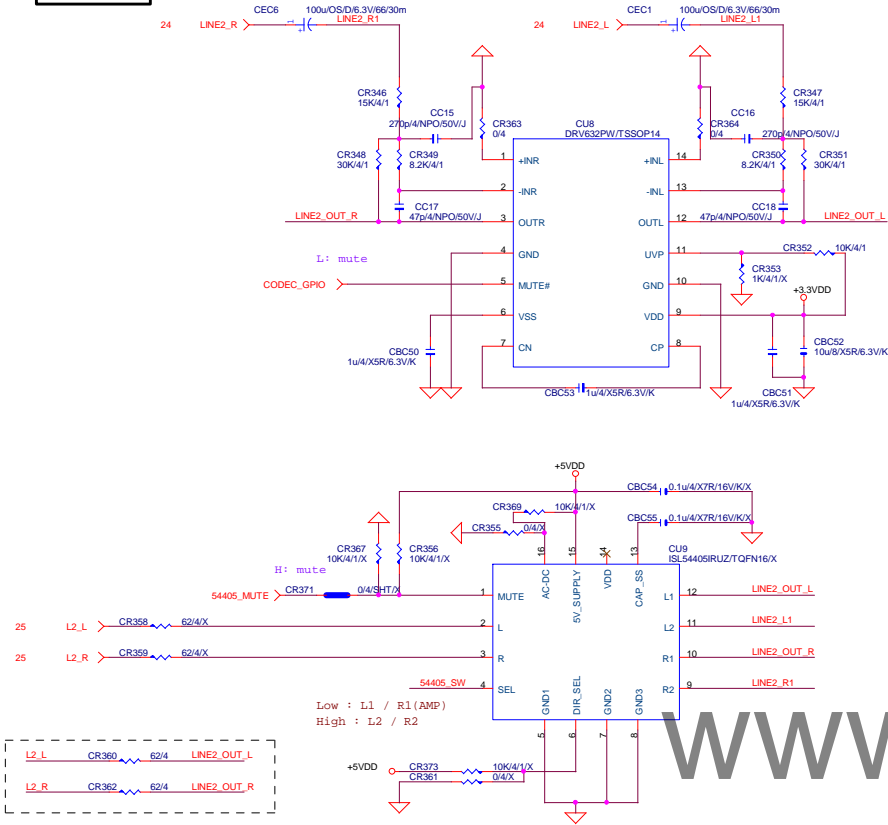 CEC6
100u/OS/D/6.3V/66/30m
24
LINE2_R
LINE2_R1
CEC1
100u/OS/D/6.3V/66/30m
24
LINE2_L
LINE2_L1
CR346
15K/4/1
CC15
270p/4/NPO/50V/J
CR363
0/4
CU8
DRV632PW/TSSOP14
CR364
0/4
CC16
270p/4/NPO/50V/J
CR347
15K/4/1
CR348
30K/4/1
CR349
8.2K/4/1
CR350
8.2K/4/1
CR351
30K/4/1
1
+INR
+INL
14
2
-INR
-INL
13
CC17
47p/4/NPO/50V/J
CC18
47p/4/NPO/50V/J
LINE2_OUT_R
3
OUTR
OUTL
12
LINE2_OUT_L
4
GND
UVP
11
CR352
10K/4/1
L: mute
CR353
1K/4/1/X
CODEC_GPIO
5
MUTE#
GND
10
+3.3VDD
6
VSS
VDD
9
CBC50
1u/4/X5R/6.3V/K
7
CN
CP
8
CBC52
10u/8/X5R/6.3V/K
CBC53
1u/4/X5R/6.3V/K
CBC51
1u/4/X5R/6.3V/K
+5VDD
CBC54
0.1u/4/X7R/16V/K/X
CR369
10K/4/1/X
CBC55
0.1u/4/X7R/16V/K/X
CR355
0/4/X
CR367
10K/4/1/X
CR356
10K/4/1/X
16
15
14
13
CU9
ISL54405IRUZ/TQFN16/X
AC-DC
5V_SUPPLY
VDD
CAP_SS
H: mute
54405_MUTE
CR371
0/4/SHT/X
1
MUTE
L1
12
LINE2_OUT_L
25
L2_L
CR358
62/4/X
2
L
L2
11
LINE2_L1
25
L2_R
CR359
62/4/X
3
R
R1
10
LINE2_OUT_R
54405_SW
4
SEL
R2
9
LINE2_R1
GND1
DIR_SEL
GND2
GND3
Low : L1 / R1(AMP)
High : L2 / R2
5
6
7
8
L2_L
CR360
62/4
LINE2_OUT_L
L2_R
CR362
62/4
LINE2_OUT_R
+5VDD
CR373
10K/4/1/X
CR361
0/4/X
www